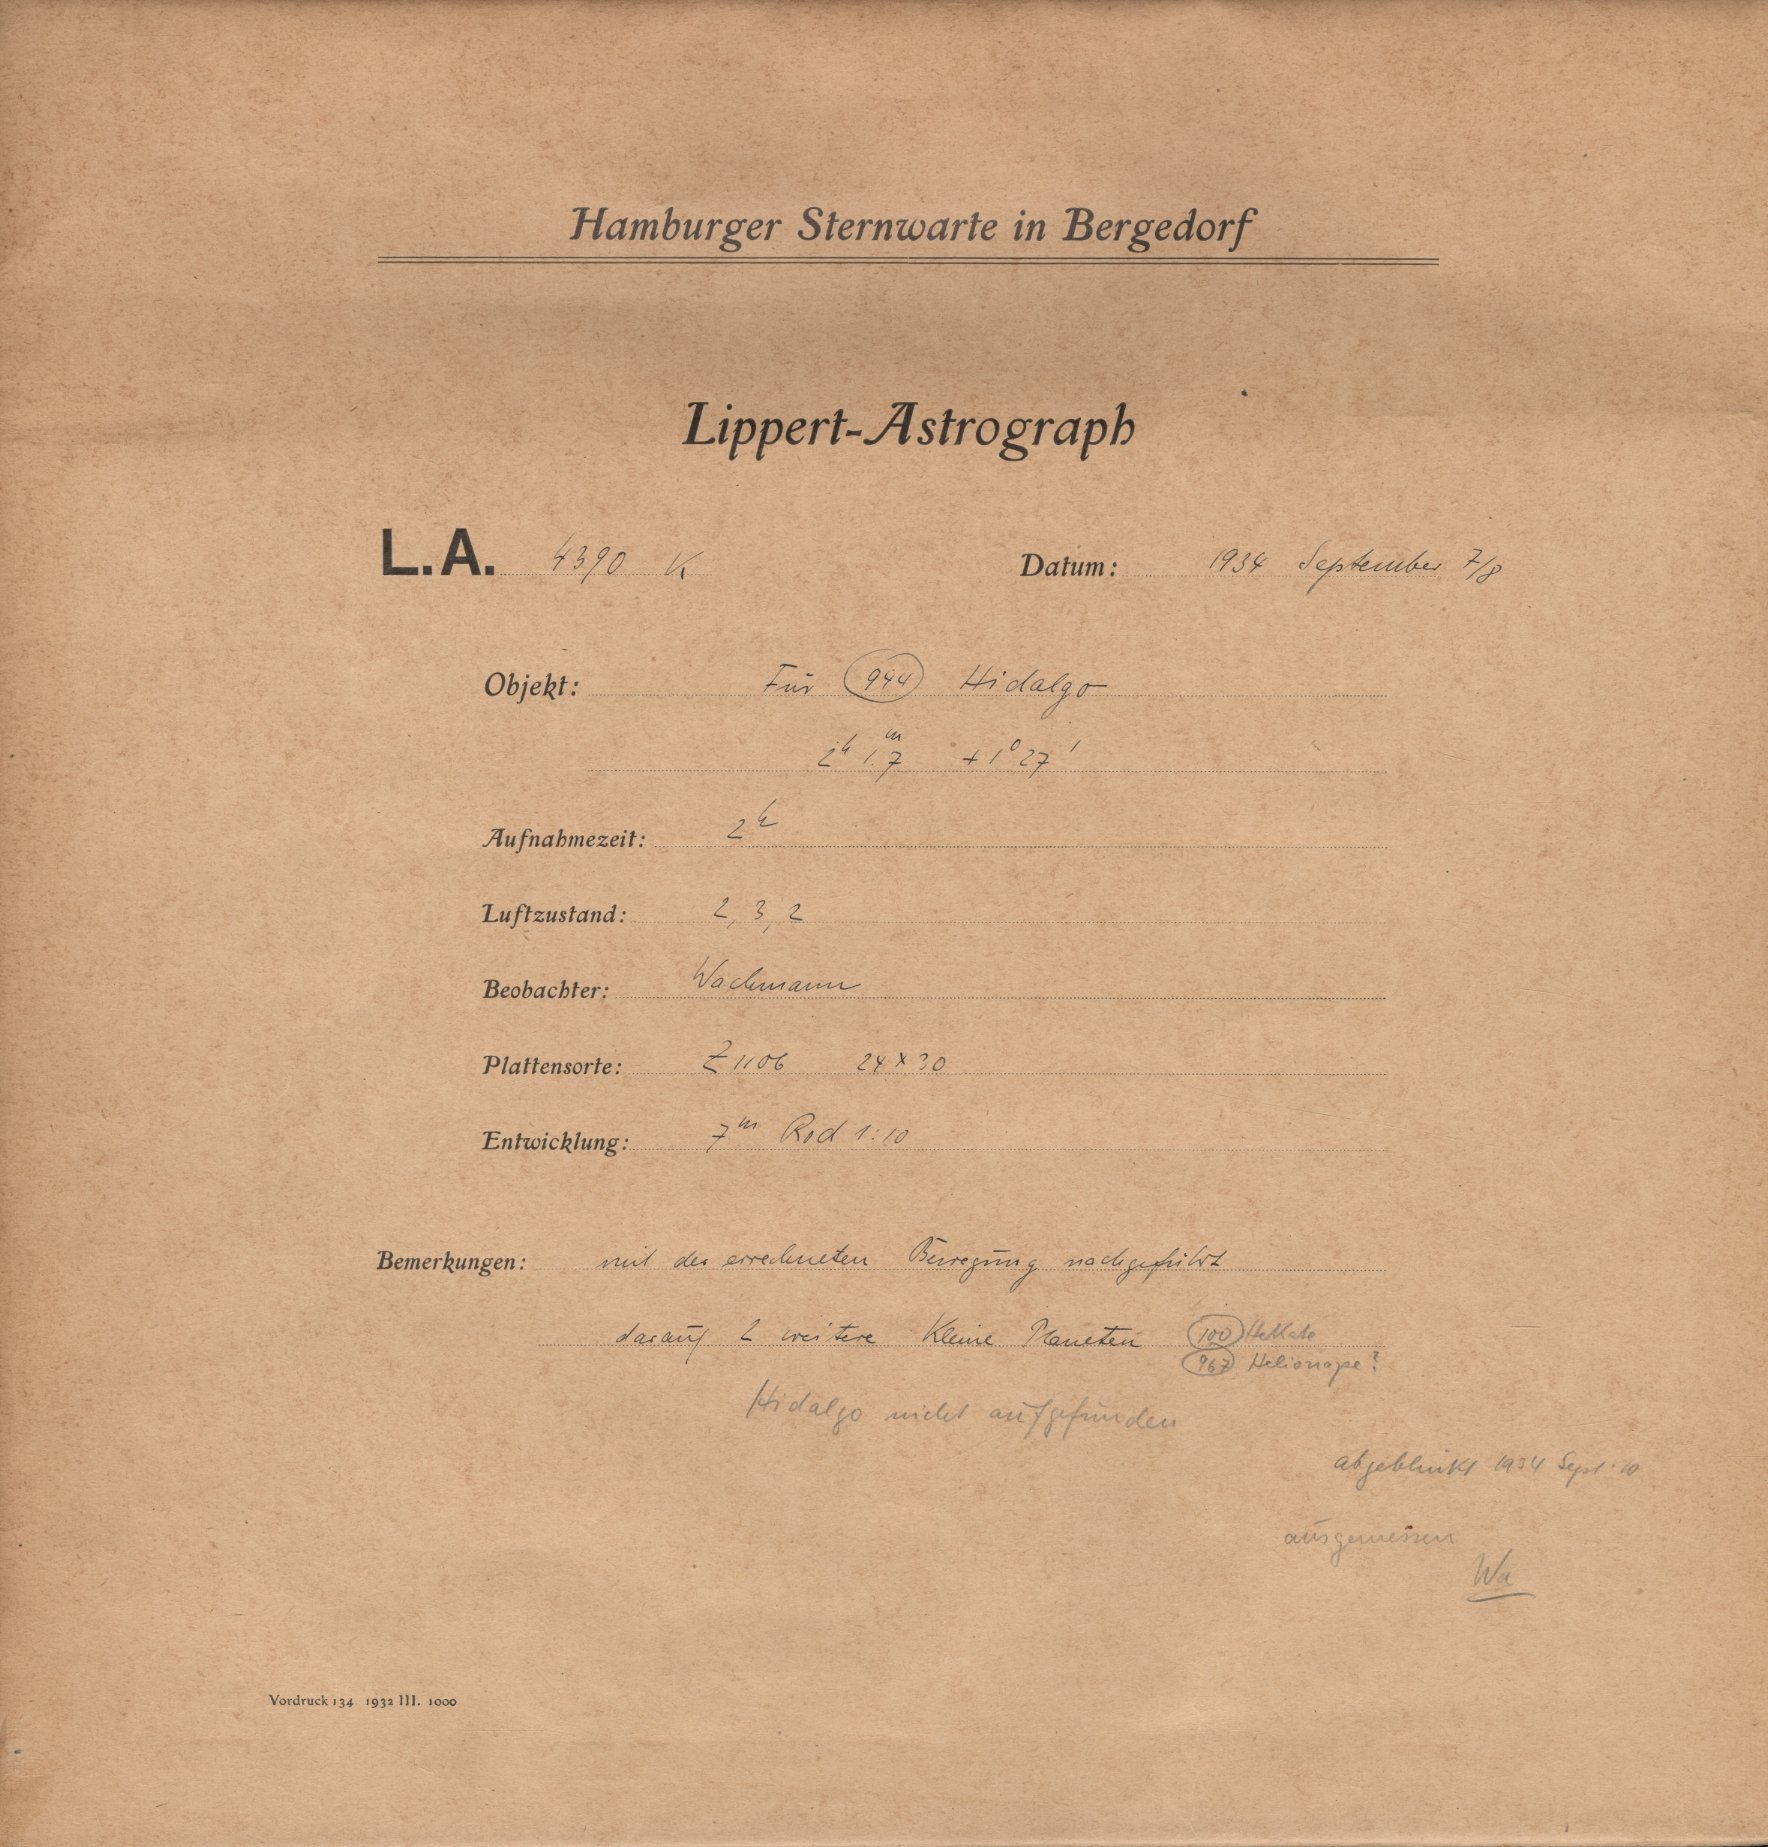 Hamburger Sternwarte in Bergedorf
Lippert-Astrograph
L.A. 4390 K Datum: 1934 September 7/8
Objekt: Für 944 Hidalgo
2h 1.7m +1° 27'
Aufnahmezeit: 2h
Luftzustand: 2, 3, 2
Beobachter: Wachmann
Plattensorte: Z 1106 24 x 30
Entwicklung: 7m Rod 1:10
Bemerkungen: mit der errechneten Bewegung nachgeführt
darauf 2 weitere Kleine Planeten 100 Hekate
967 Helionape?
Hidalgo nicht aufgefunden
abgeblinkt 1934 Sept. 10
ausgemessen
Wa
Vordruck 134 1932 III. 1000